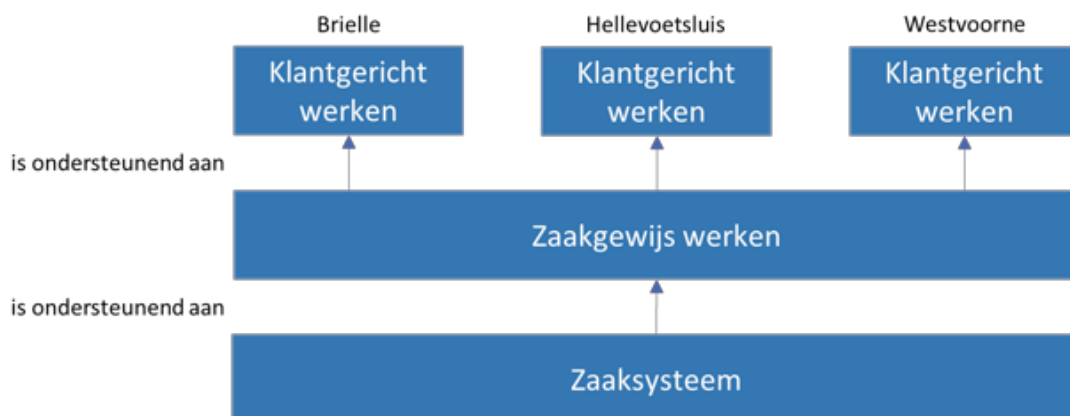 Brielle
Hellevoetsluis
Westvoorne
Klantgericht
werken
Klantgericht
werken
Klantgericht
werken
is ondersteunend aan
Zaakgewijs werken
is ondersteunend aan
Zaaksysteem